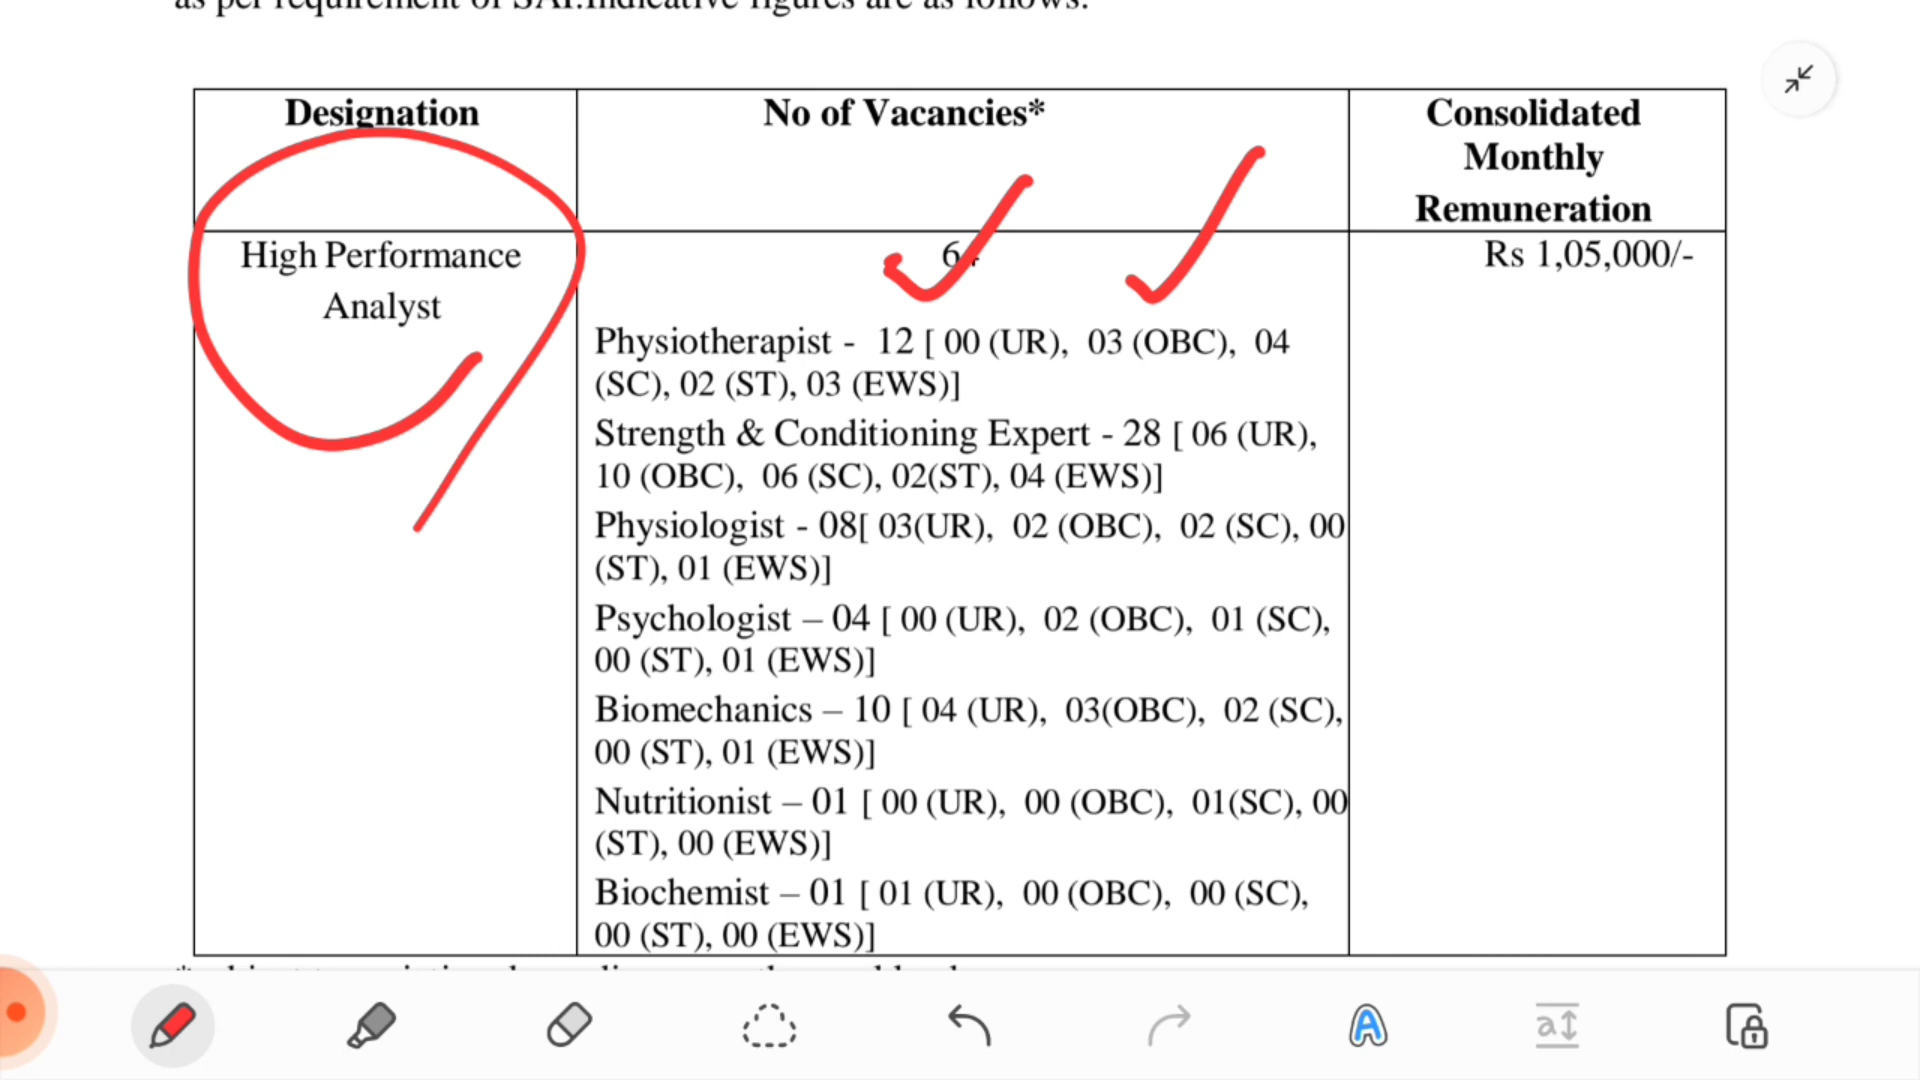 Designation
No of Vacancies*
Consolidated
Monthly
Remuneration
High Performance
Analyst
64
Rs 1,05,000/-
Physiotherapist - 12 [ 00 (UR), 03 (OBC), 04
(SC), 02 (ST), 03 (EWS)]
Strength & Conditioning Expert - 28 [ 06 (UR),
10 (OBC), 06 (SC), 02(ST), 04 (EWS)]
Physiologist - 08[ 03(UR), 02 (OBC), 02 (SC), 00
(ST), 01 (EWS)]
Psychologist – 04 [ 00 (UR), 02 (OBC), 01 (SC),
00 (ST), 01 (EWS)]
Biomechanics – 10 [ 04 (UR), 03(OBC), 02 (SC),
00 (ST), 01 (EWS)]
Nutritionist – 01 [ 00 (UR), 00 (OBC), 01(SC), 00
(ST), 00 (EWS)]
Biochemist – 01 [ 01 (UR), 00 (OBC), 00 (SC),
00 (ST), 00 (EWS)]
A
a